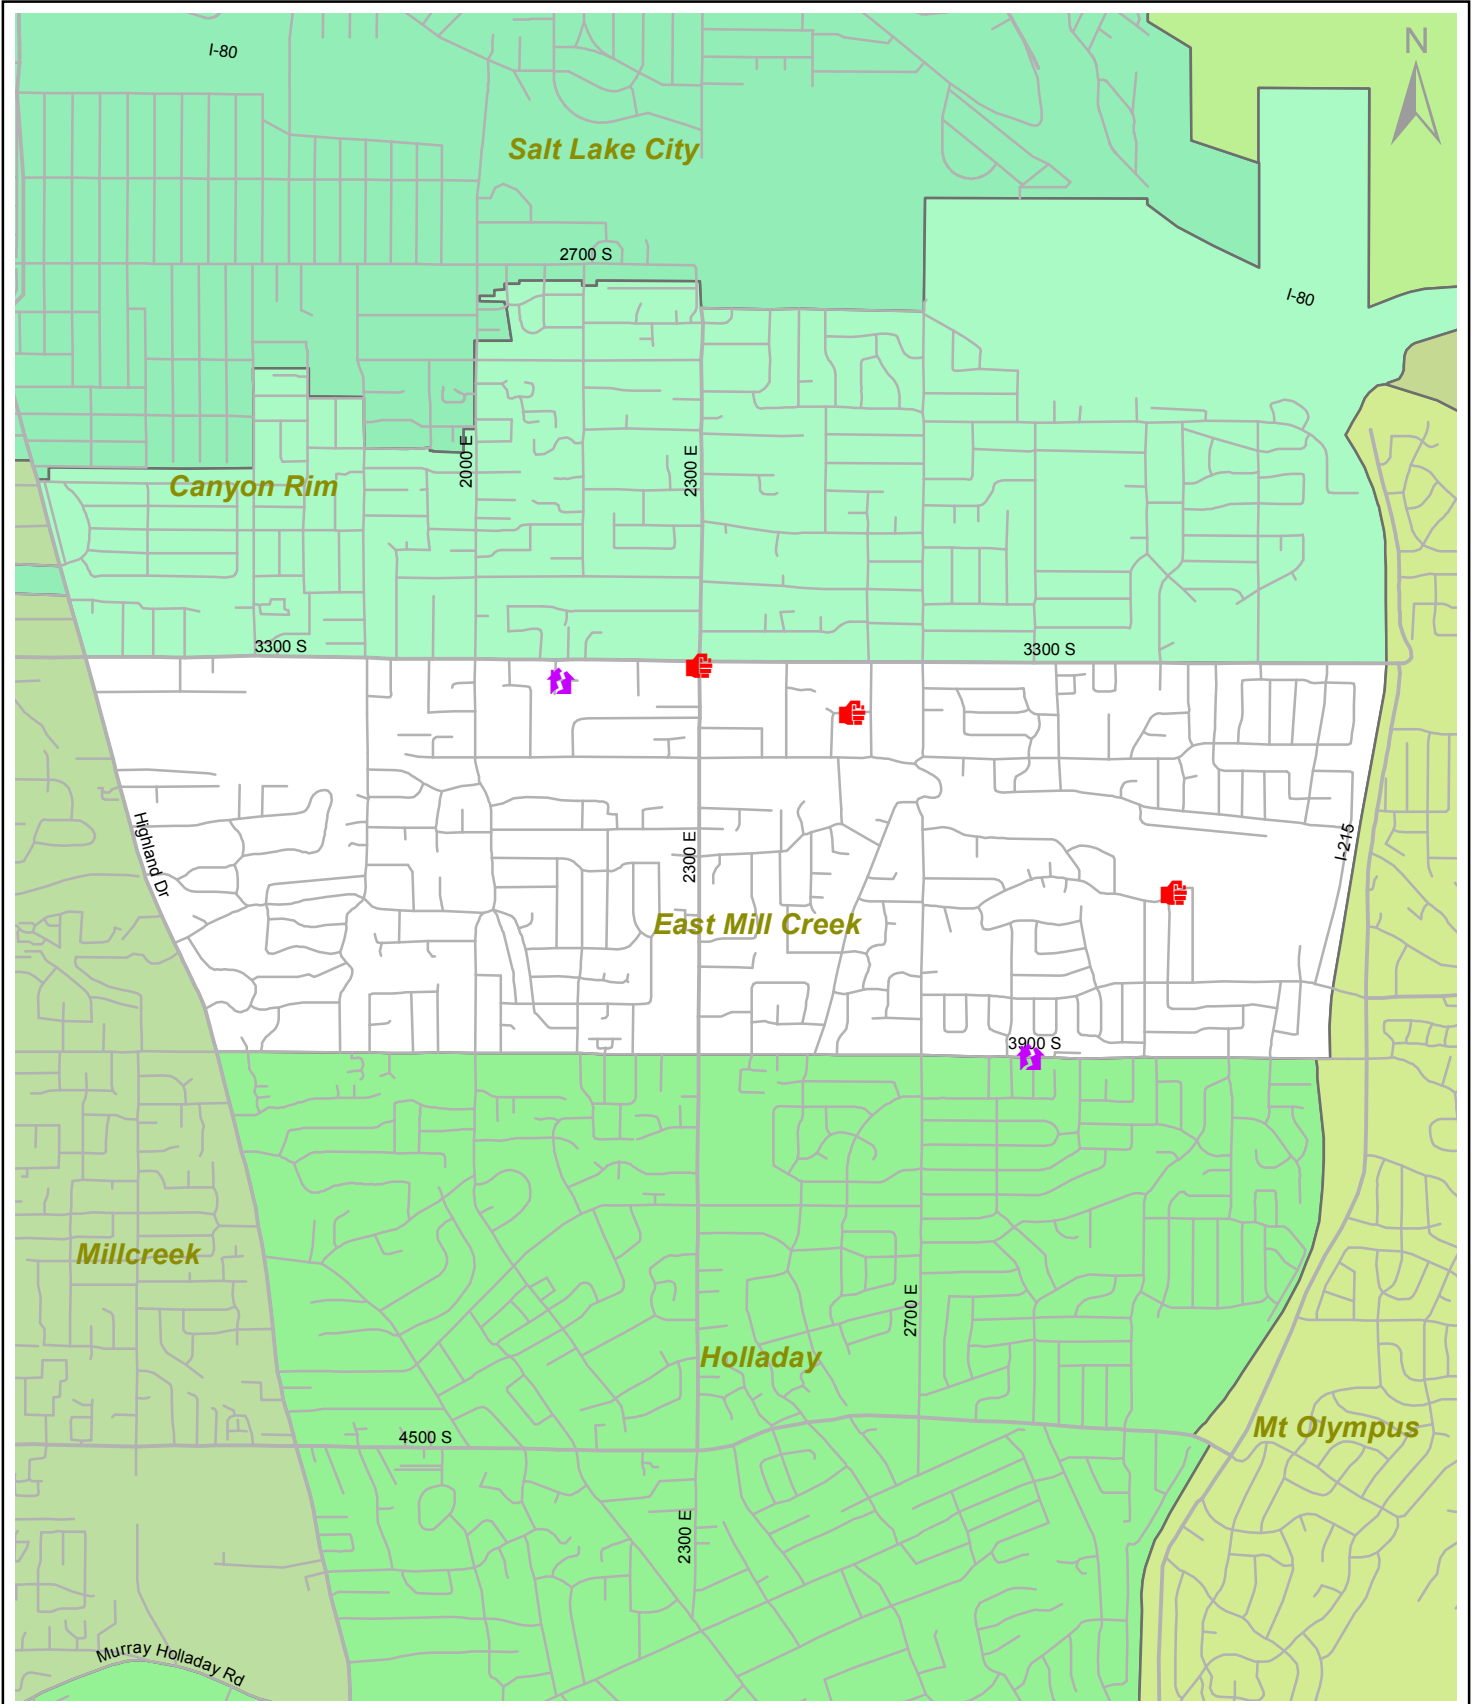 I-80
N
Salt Lake City
2700 S
I-80
2000 E
2300 E
Canyon Rim
3300 S
3300 S
Highland Dr
2300 E
I-215
East Mill Creek
3900 S
Millcreek
2700 E
Holladay
Mt Olympus
4500 S
2300 E
Murray Holladay Rd